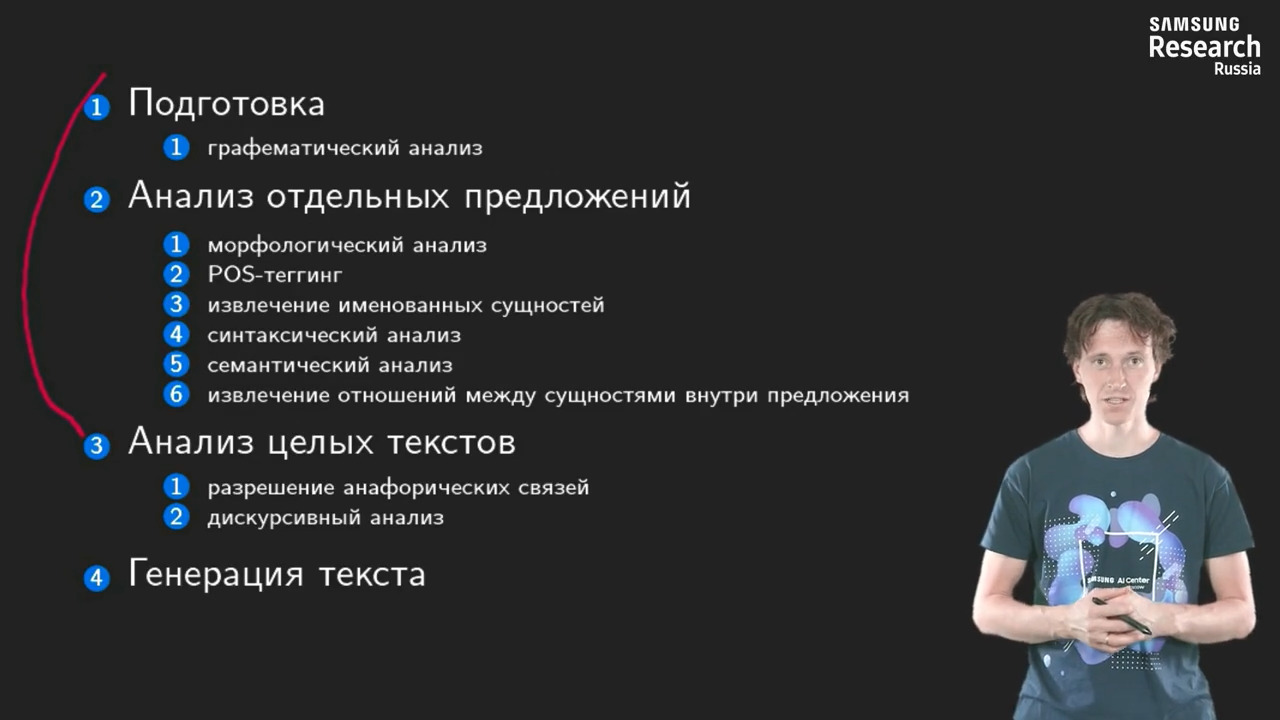 SAMSUNG
Research
Russia
1 Подготовка
1 графематический анализ
2 Анализ отдельных предложений
1 морфологический анализ
2 POS-теггинг
3 извлечение именованных сущностей
4 синтаксический анализ
5 семантический анализ
6 извлечение отношений между сущностями внутри предложения
3 Анализ целых текстов
1 разрешение анафорических связей
2 дискурсивный анализ
4 Генерация текста
SAMSUNG AI Center